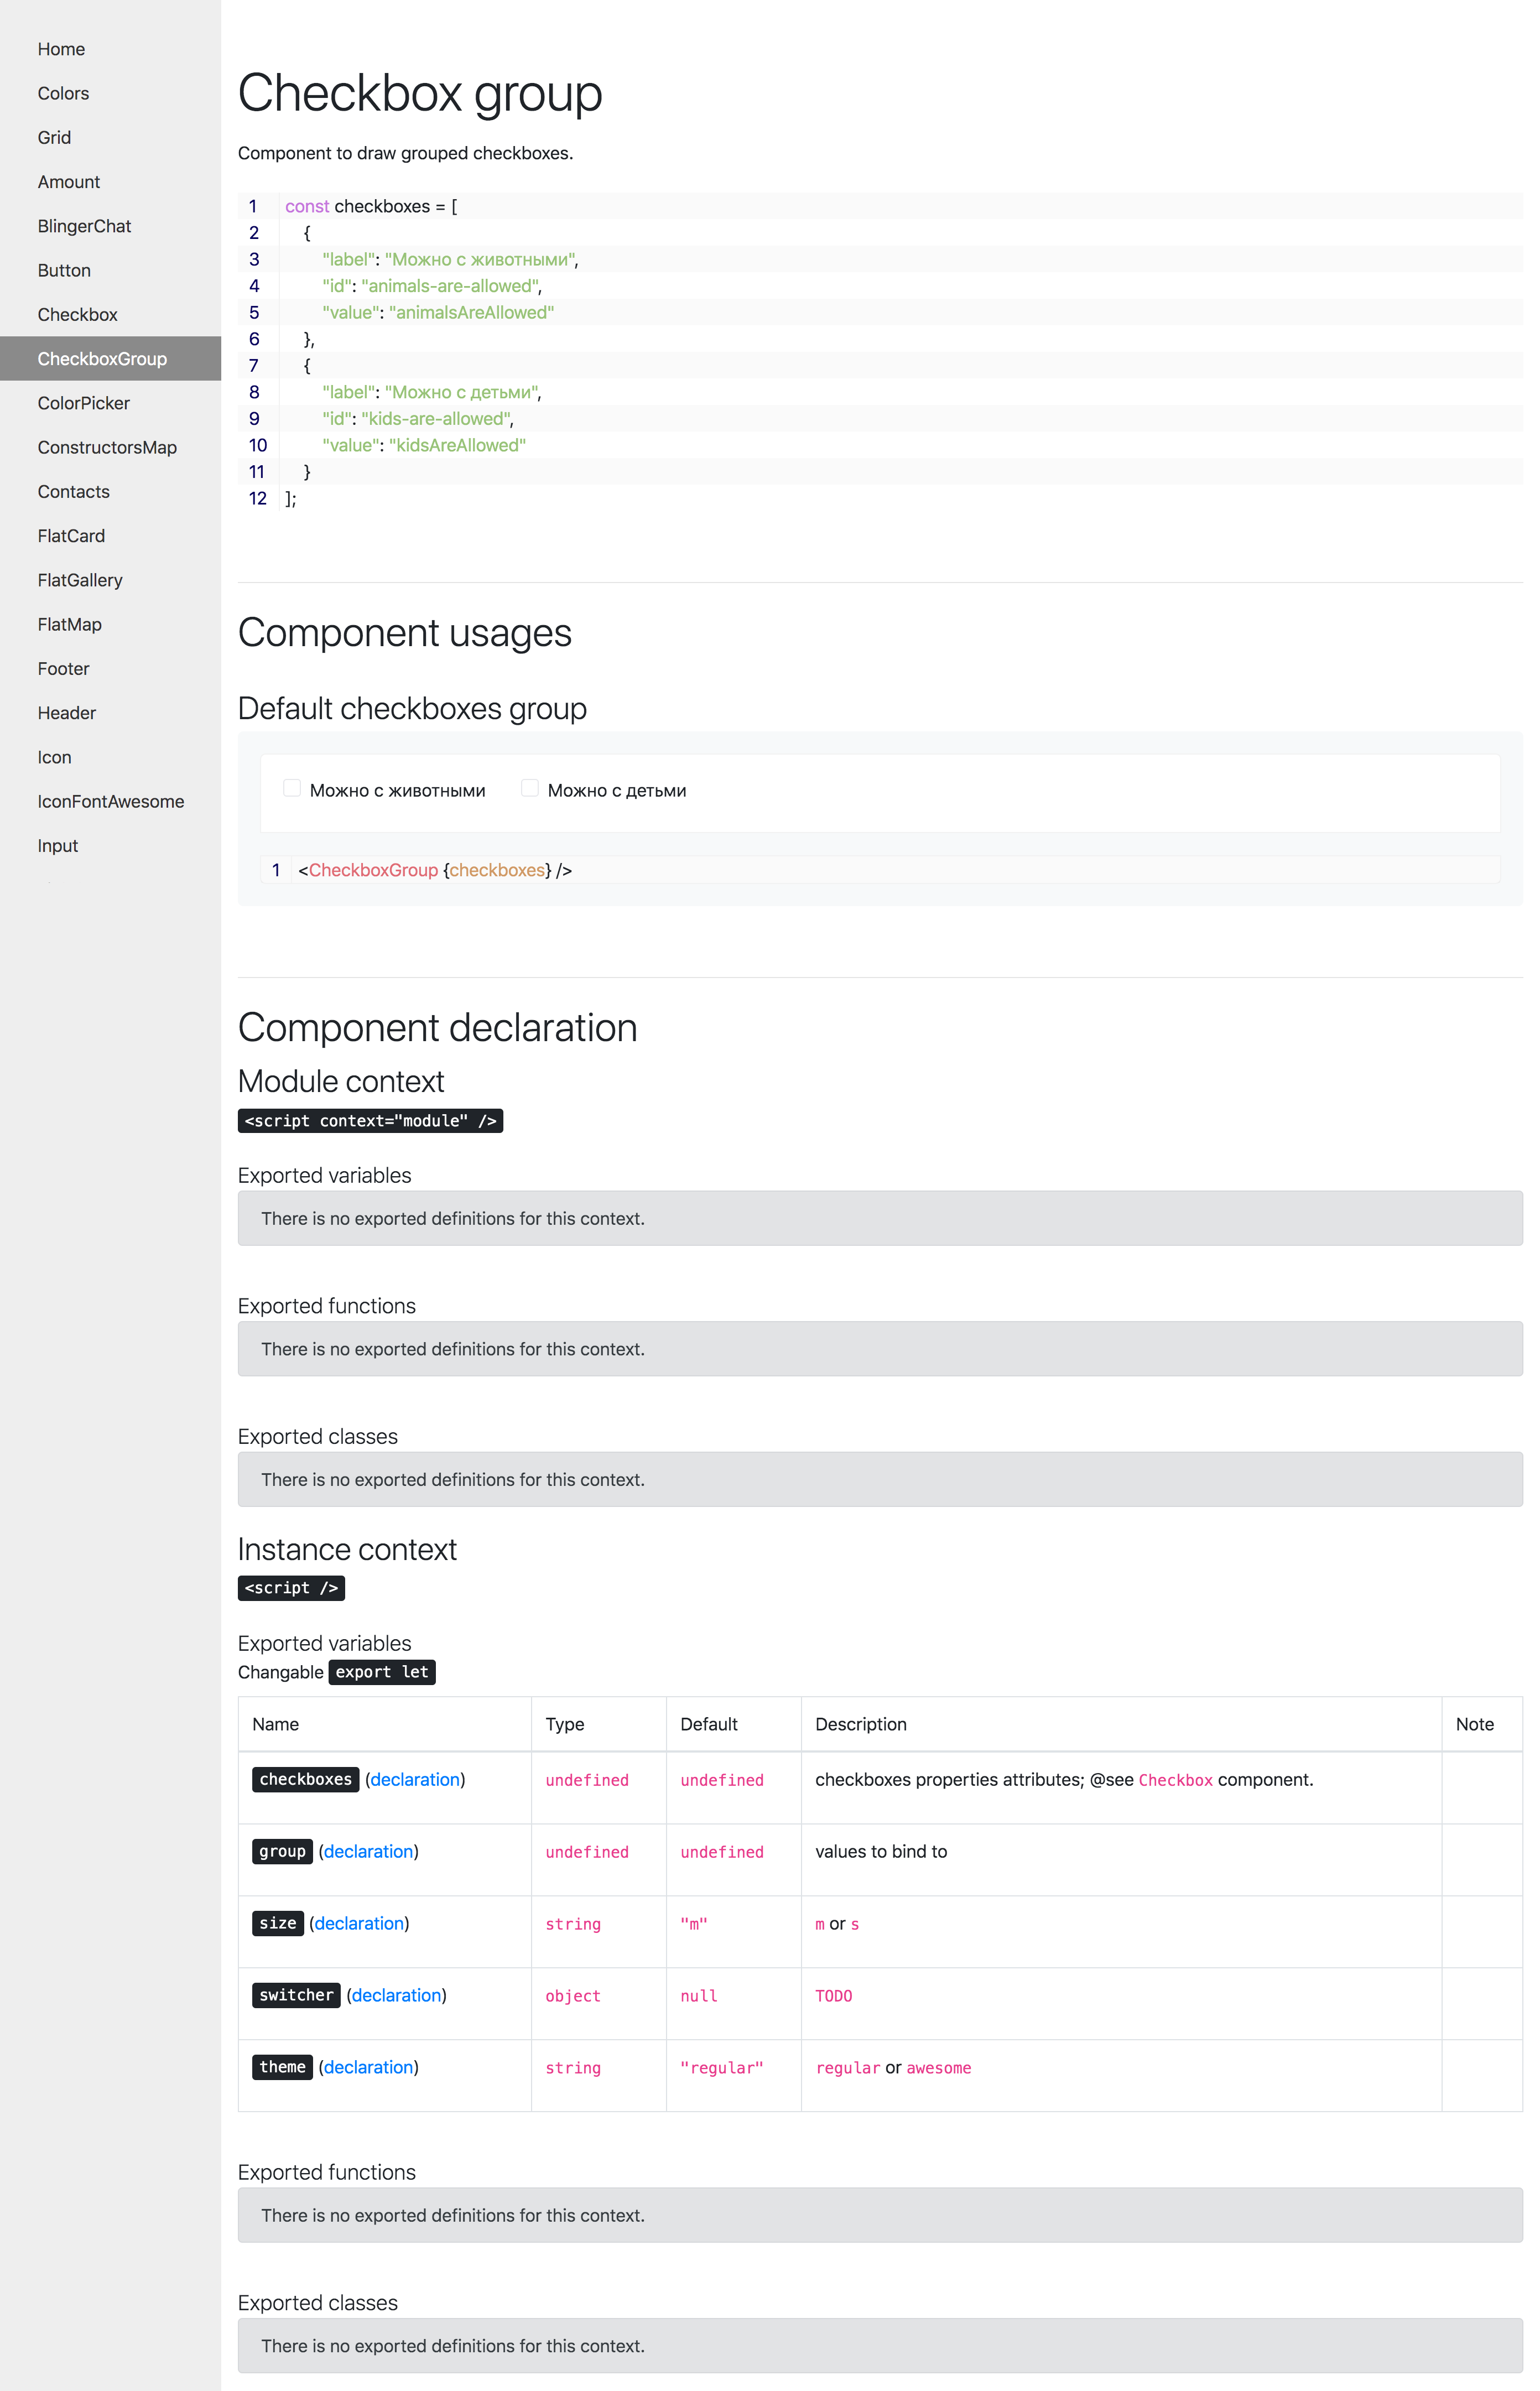 Home
Colors
Grid
Amount
BlingerChat
Button
Checkbox
CheckboxGroup
ColorPicker
ConstructorsMap
Contacts
FlatCard
FlatGallery
FlatMap
Footer
Header
Icon
IconFontAwesome
Input
Checkbox group
Component to draw grouped checkboxes.
1 const checkboxes = [
2 {
3 "label": "Можно с животными",
4 "id": "animals-are-allowed",
5 "value": "animalsAreAllowed"
6 },
7 {
8 "label": "Можно с детьми",
9 "id": "kids-are-allowed",
10 "value": "kidsAreAllowed"
11 }
12 ];
Component usages
Default checkboxes group
Можно с животными Можно с детьми
1 <CheckboxGroup {checkboxes} />
Component declaration
Module context
<script context="module" />
Exported variables
There is no exported definitions for this context.
Exported functions
There is no exported definitions for this context.
Exported classes
There is no exported definitions for this context.
Instance context
<script />
Exported variables
Changable export let
Name Type Default Description Note
checkboxes (declaration) undefined undefined checkboxes properties attributes; @see Checkbox component.
group (declaration) undefined undefined values to bind to
size (declaration) string "m" m or s
switcher (declaration) object null TODO
theme (declaration) string "regular" regular or awesome
Exported functions
There is no exported definitions for this context.
Exported classes
There is no exported definitions for this context.